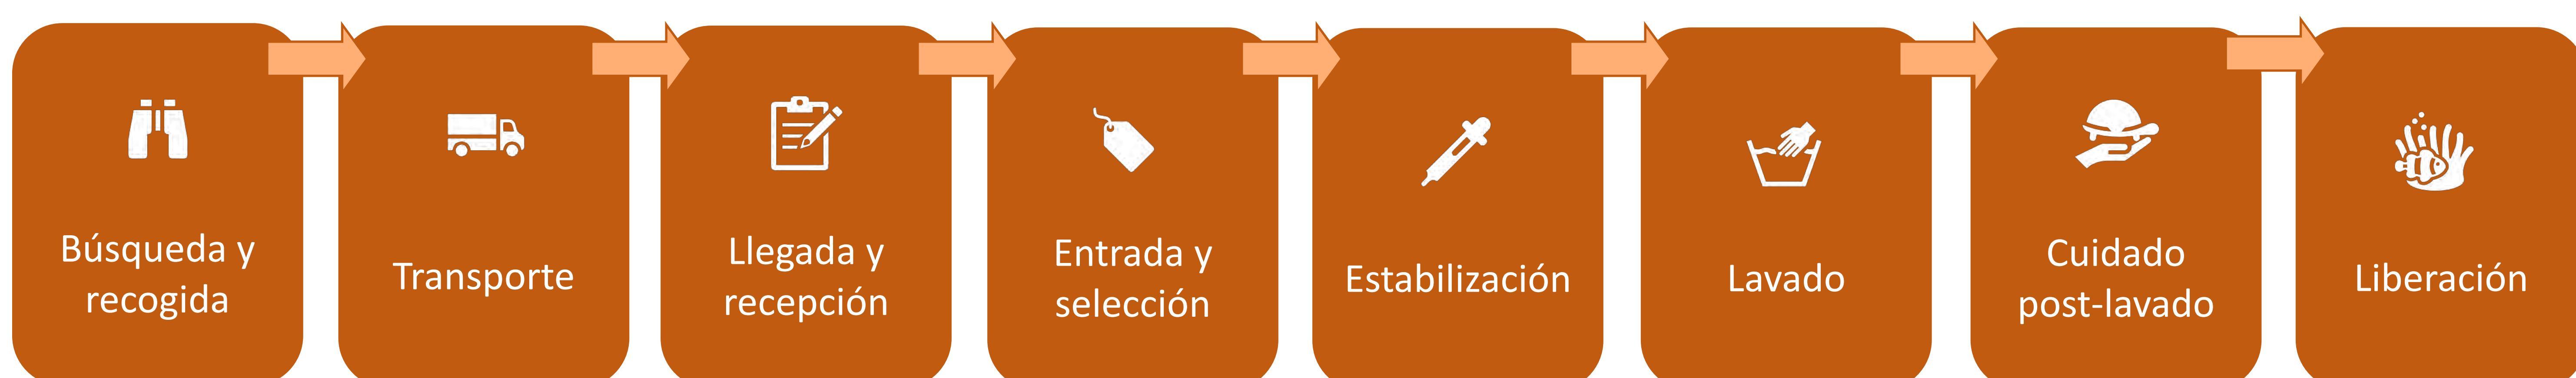 Búsqueda y
recogida
Transporte
Llegada y
recepción
Entrada y
selección
Estabilización
Lavado
Cuidado
post-lavado
Liberación